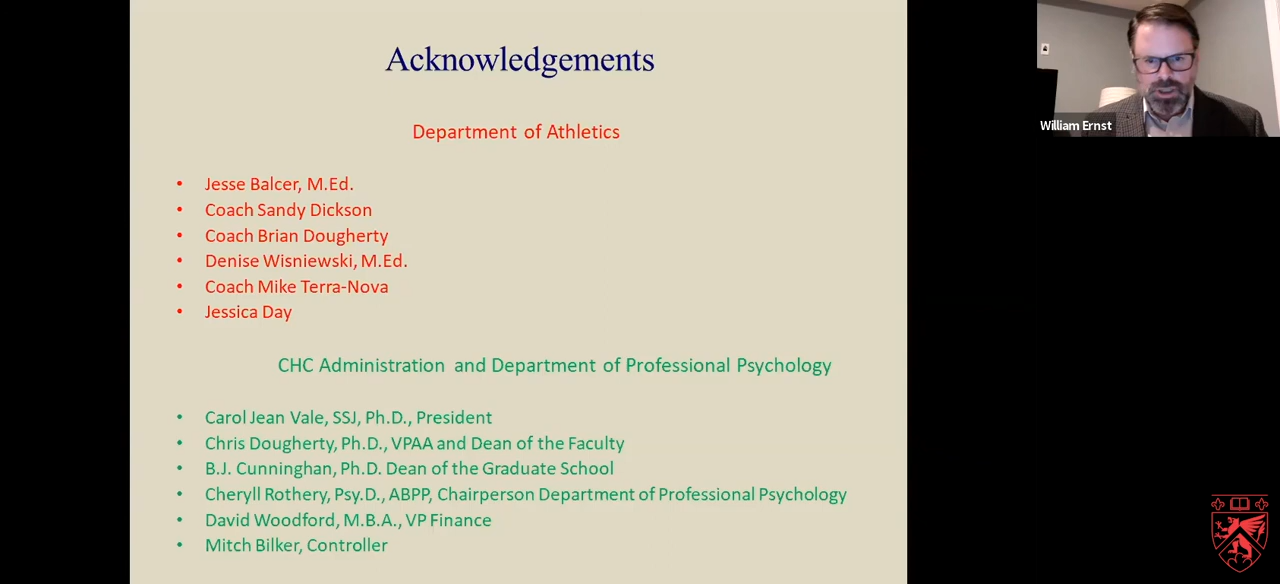 Acknowledgements
Department of Athletics
• Jesse Balcer, M.Ed.
• Coach Sandy Dickson
• Coach Brian Dougherty
• Denise Wisniewski, M.Ed.
• Coach Mike Terra-Nova
• Jessica Day
CHC Administration and Department of Professional Psychology
• Carol Jean Vale, SSJ, Ph.D., President
• Chris Dougherty, Ph.D., VPAA and Dean of the Faculty
• B.J. Cunninghan, Ph.D. Dean of the Graduate School
• Cheryll Rothery, Psy.D., ABPP, Chairperson Department of Professional Psychology
• David Woodford, M.B.A., VP Finance
• Mitch Bilker, Controller
William Ernst